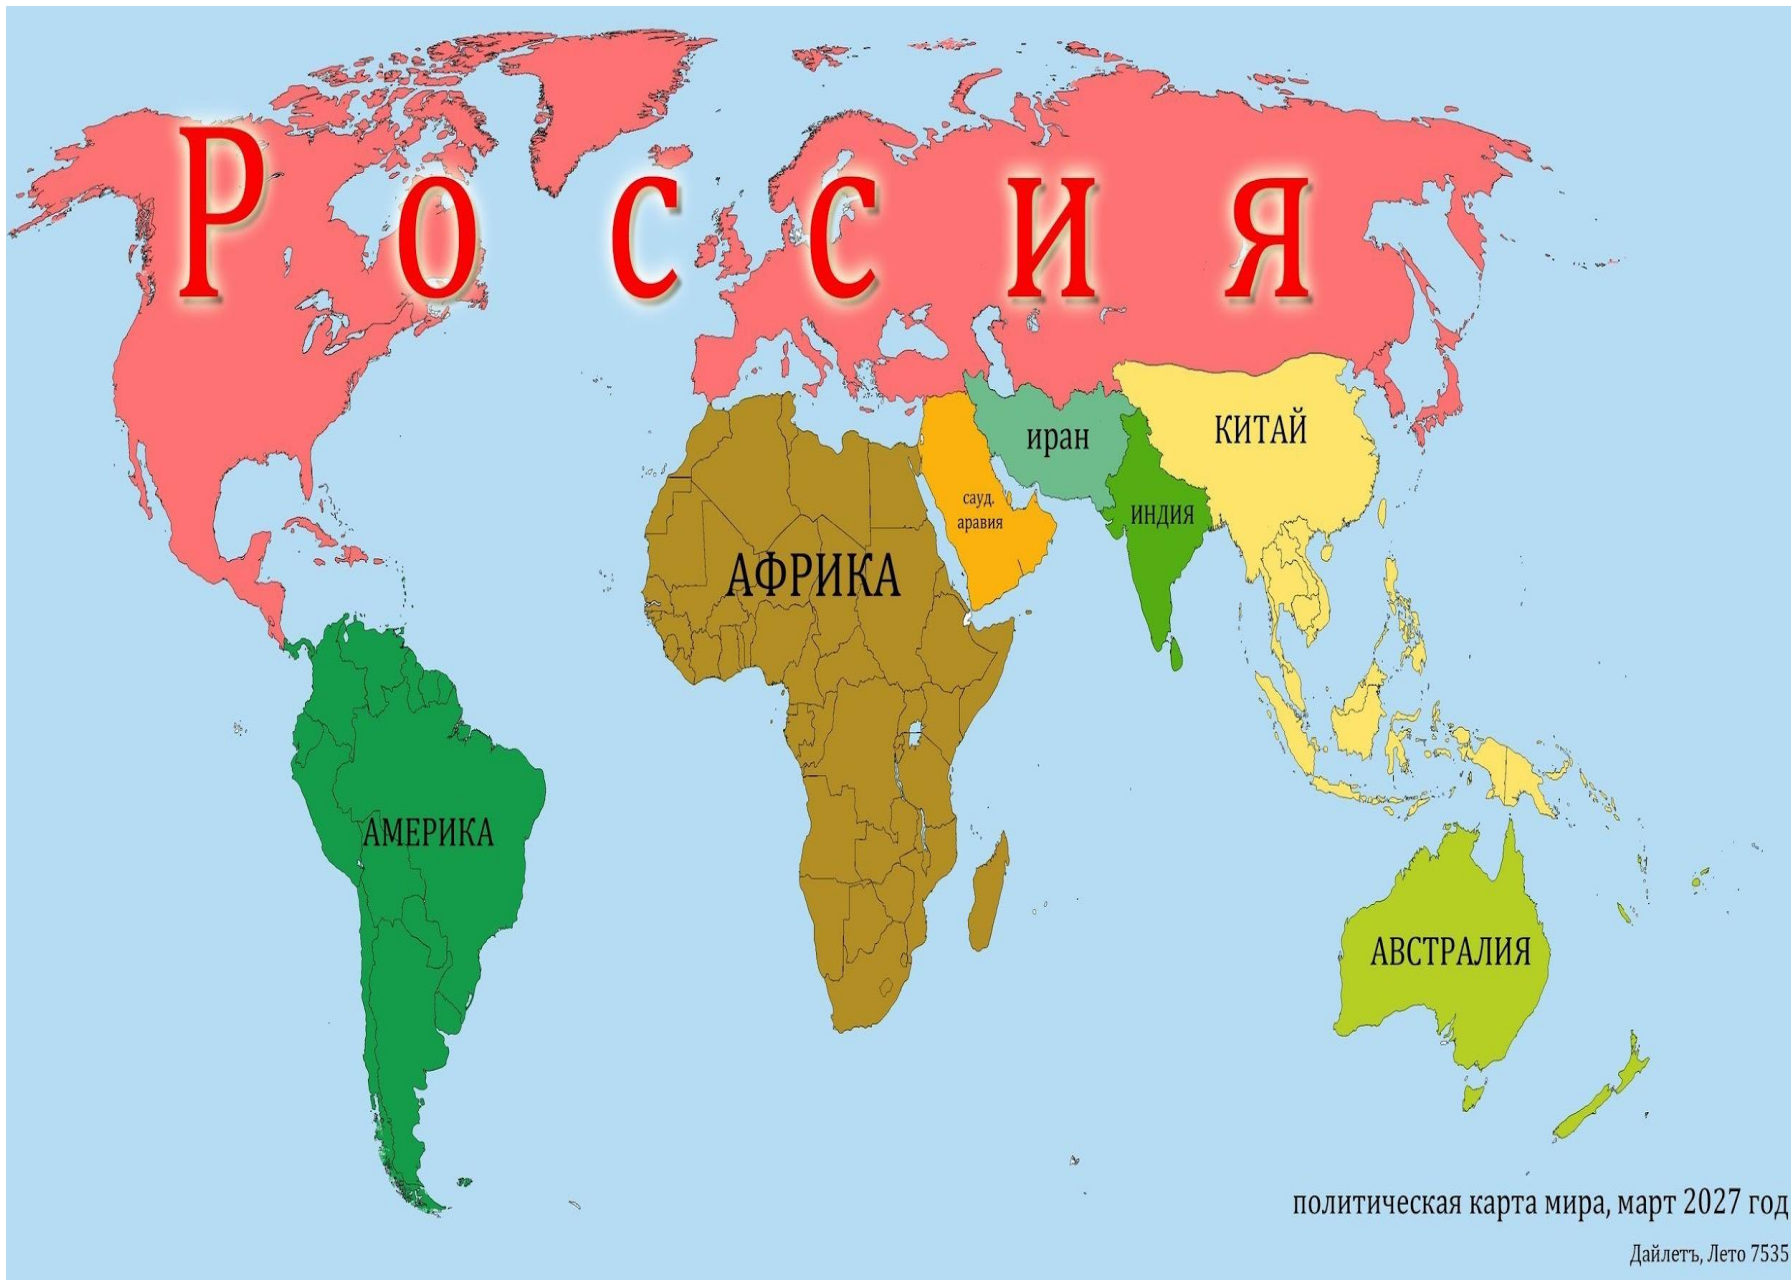 Россия
иран
КИТАЙ
сауд.
аравия
ИНДИЯ
АФРИКА
АМЕРИКА
АВСТРАЛИЯ
политическая карта мира, март 2027 год
Дайлетъ, Лето 7535